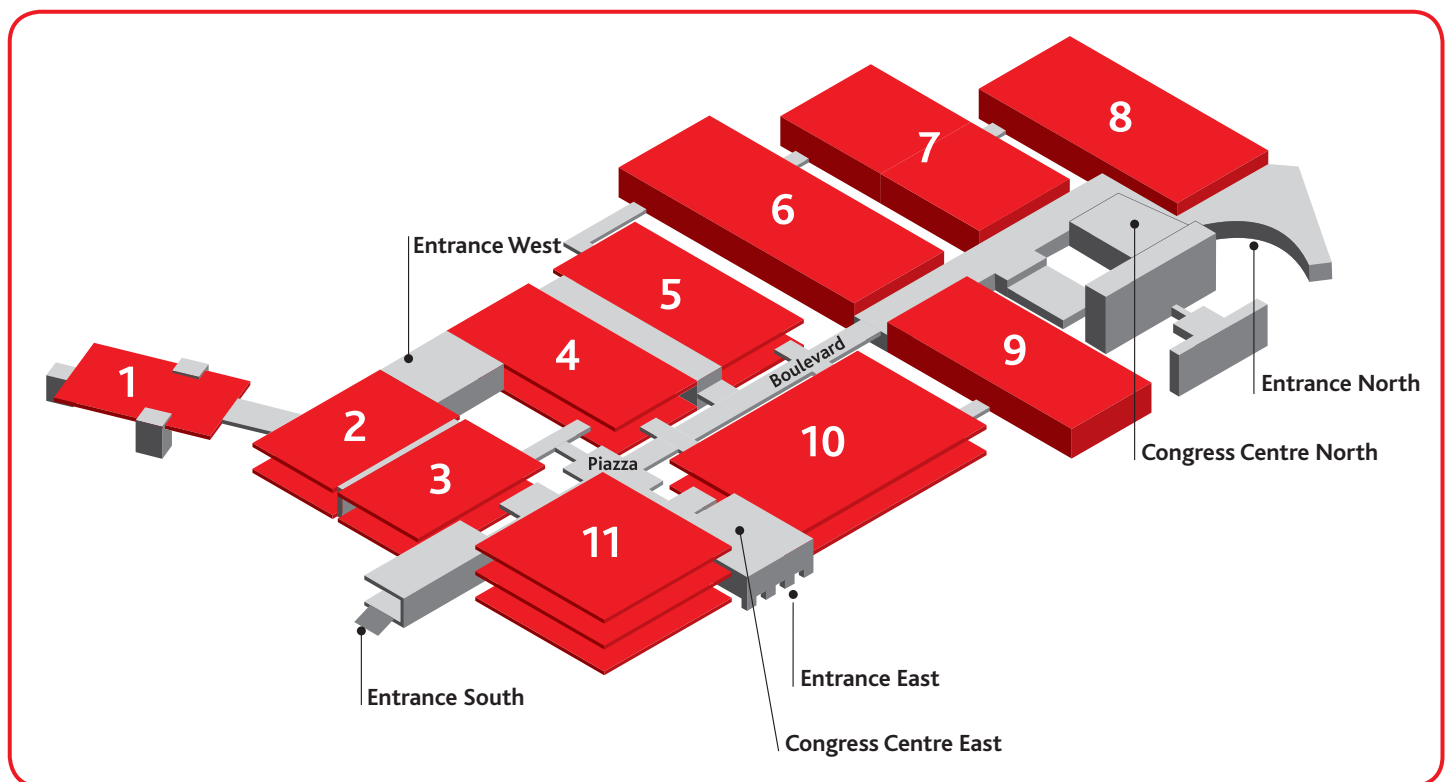 8
7
6
Entrance West
5
4
Boulevard
9
1
Entrance North
2
10
Congress Centre North
Piazza
3
11
Entrance East
Entrance South
Congress Centre East